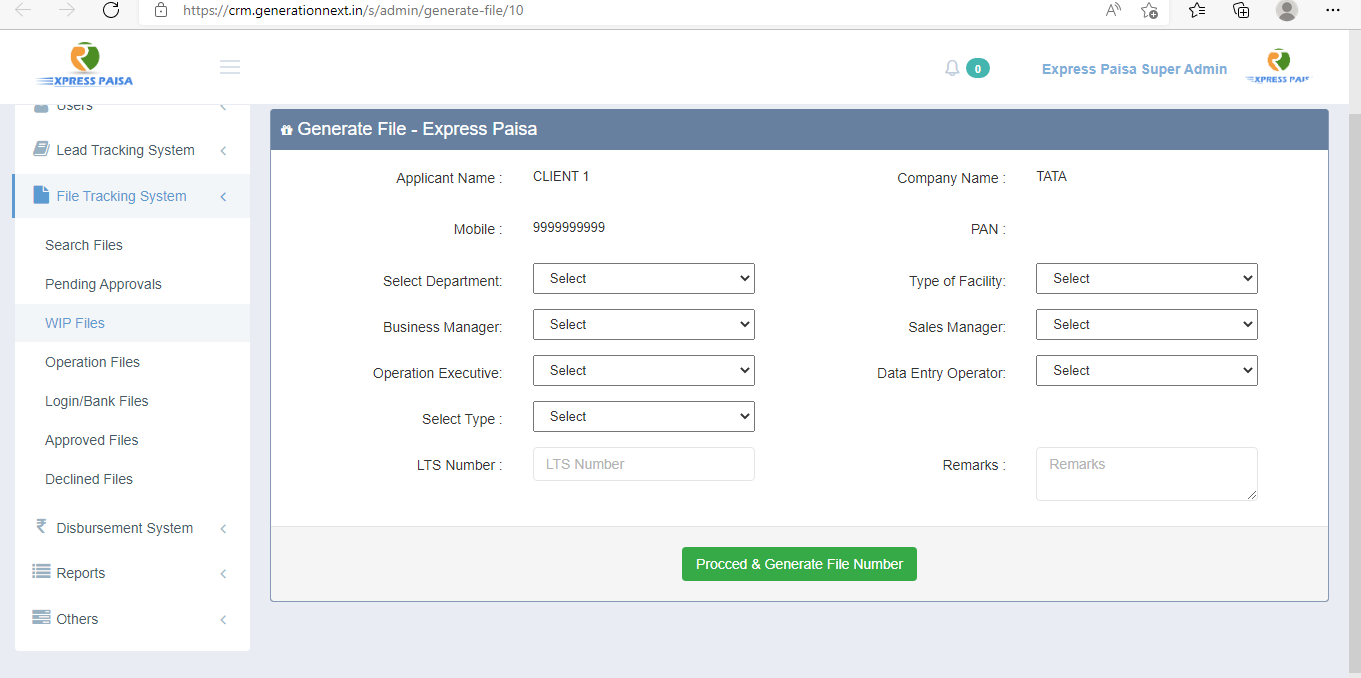 https://crm.generationnext.in/s/admin/generate-file/10
EXPRESS PAISA
0
Express Paisa Super Admin
Users
Lead Tracking System
File Tracking System
Search Files
Pending Approvals
WIP Files
Operation Files
Login/Bank Files
Approved Files
Declined Files
₹ Disbursement System
Reports
Others
Generate File - Express Paisa
Applicant Name : CLIENT 1 Company Name : TATA
Mobile : 9999999999 PAN :
Select Department: Select Type of Facility: Select
Business Manager: Select Sales Manager: Select
Operation Executive: Select Data Entry Operator: Select
Select Type : Select
LTS Number : LTS Number Remarks : Remarks
Procced & Generate File Number